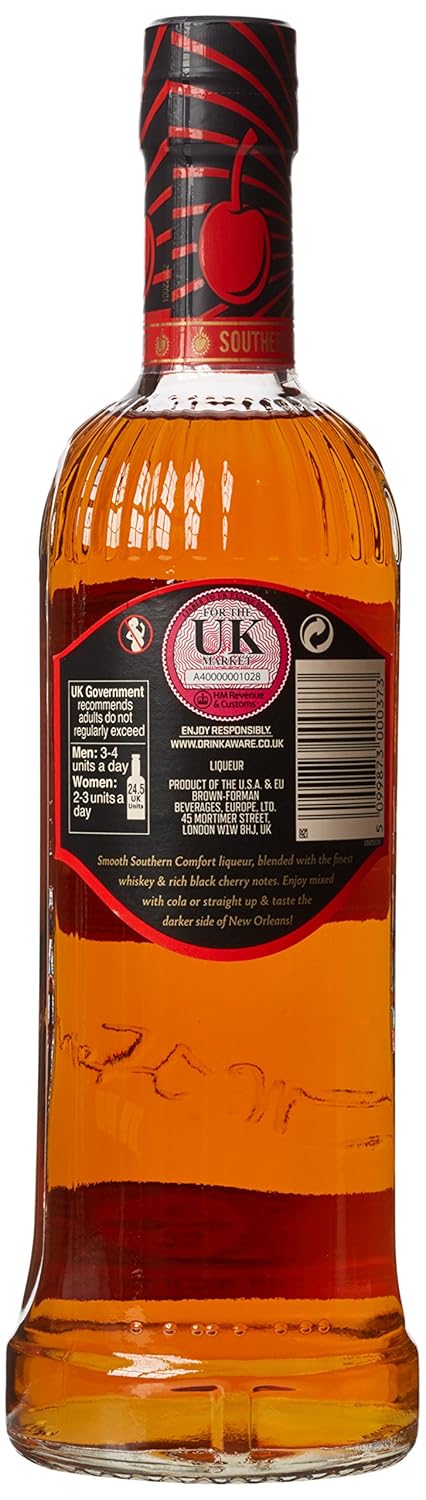 SOUTHE
FOR THE
UK
MARKET
A40000001028
HM Revenue
& Customs
UK Government
recommends
adults do not
regularly exceed
Men: 3-4
units a day
Women:
2-3 units a
day
24.5
UK
Units
ENJOY RESPONSIBLY.
WWW.DRINKAWARE.CO.UK
LIQUEUR
PRODUCT OF THE U.S.A. & EU
BROWN-FORMAN
BEVERAGES, EUROPE, LTD.
45 MORTIMER STREET,
LONDON W1W 8HJ, UK
5 099873 000373
Smooth Southern Comfort liqueur, blended with the finest
whiskey & rich black cherry notes. Enjoy mixed
with cola or straight up & taste the
darker side of New Orleans!